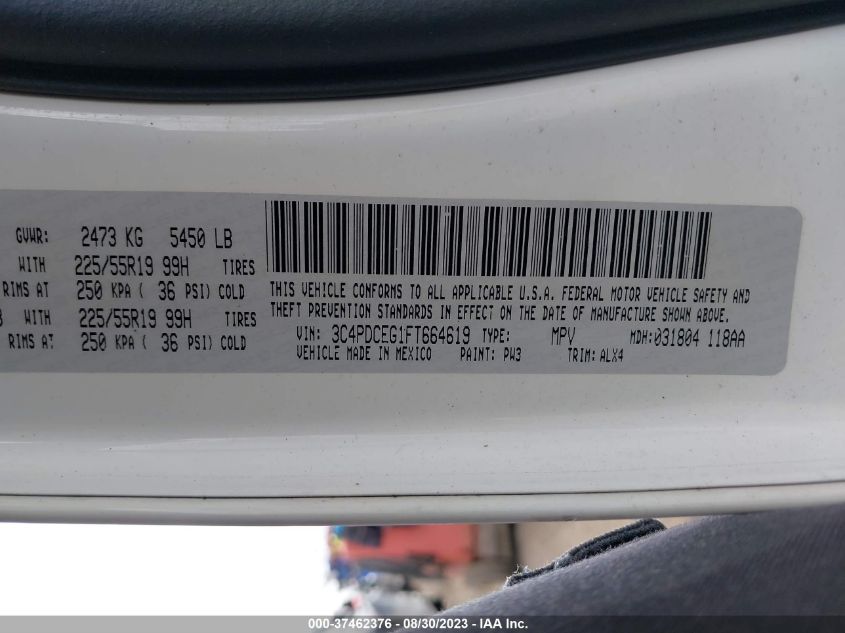 GVWR: 2473 KG 5450 LB
WITH 225/55R19 99H TIRES
RIMS AT 250 KPA ( 36 PSI) COLD
WITH 225/55R19 99H TIRES
RIMS AT 250 KPA ( 36 PSI) COLD
THIS VEHICLE CONFORMS TO ALL APPLICABLE U.S.A. FEDERAL MOTOR VEHICLE SAFETY AND
THEFT PREVENTION STANDARDS IN EFFECT ON THE DATE OF MANUFACTURE SHOWN ABOVE.
VIN: 3C4PDCEG1FT664619 TYPE: MPV MDH:031804 118AA
VEHICLE MADE IN MEXICO PAINT: PW3 TRIM: ALX4
000-37462376 - 08/30/2023 - IAA Inc.